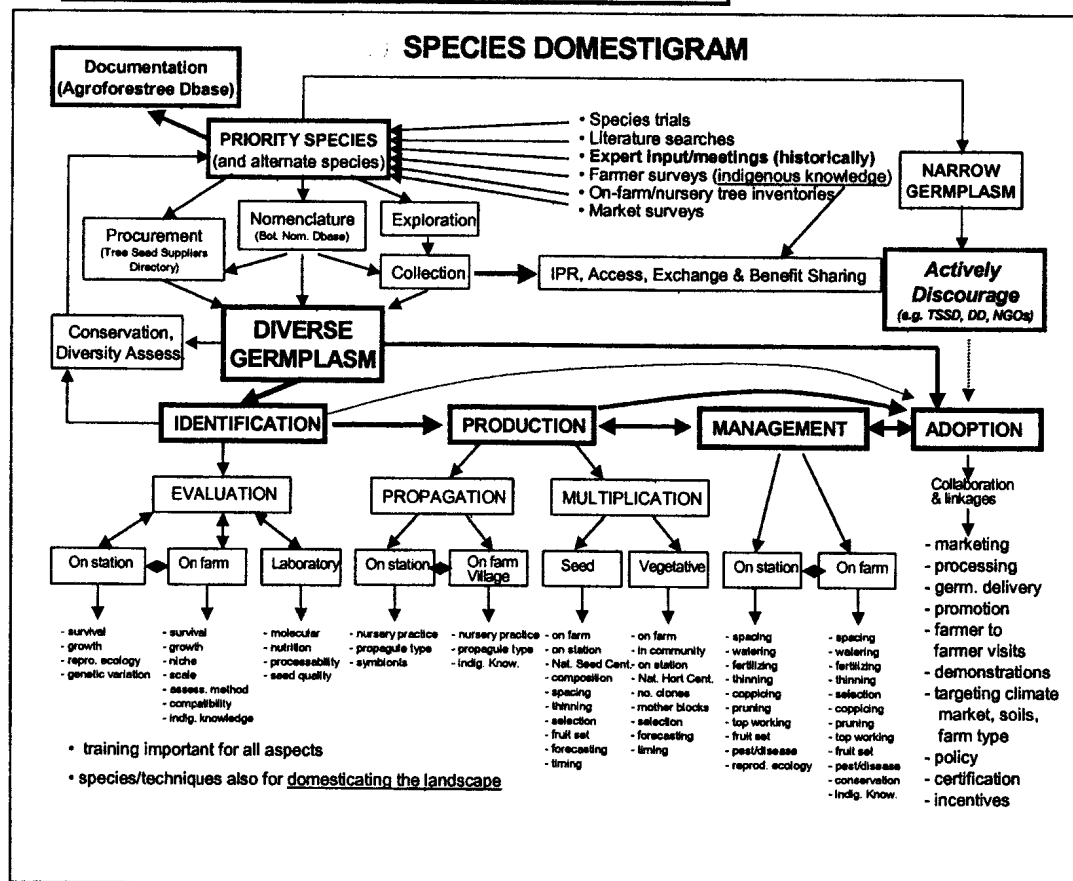 SPECIES DOMESTIGRAM
Documentation
(Agroforestree Dbase)
PRIORITY SPECIES
(and alternate species)
• Species trials
• Literature searches
• Expert input/meetings (historically)
• Farmer surveys (indigenous knowledge)
• On-farm/nursery tree inventories
• Market surveys
NARROW
GERMPLASM
Procurement
(Tree Seed Suppliers
Directory)
Nomenclature
(Bot. Nom. Dbase)
Exploration
Collection
IPR, Access, Exchange & Benefit Sharing
Actively
Discourage
(e.g. TSSD, DD, NGOs)
Conservation,
Diversity Assess.
DIVERSE
GERMPLASM
IDENTIFICATION
PRODUCTION
MANAGEMENT
ADOPTION
EVALUATION
PROPAGATION
MULTIPLICATION
Collaboration
& linkages
On station
On farm
Laboratory
On station
On farm
Village
Seed
Vegetative
On station
On farm
- survival
- growth
- repro. ecology
- genetic variation
- survival
- growth
- niche
- scale
- assess. method
- compatibility
- indig. knowledge
- molecular
- nutrition
- processability
- seed quality
- nursery practice
- propagule type
- symbionts
- nursery practice
- propagule type
- indig. Know.
- on farm
- on station
- Nat. Seed Cent.
- composition
- spacing
- thinning
- selection
- fruit set
- forecasting
- timing
- on farm
- in community
- on station
- Nat. Hort Cent.
- no. clones
- mother blocks
- selection
- forecasting
- timing
- spacing
- watering
- fertilizing
- thinning
- coppicing
- pruning
- top working
- fruit set
- pest/disease
- reprod. ecology
- spacing
- watering
- fertilizing
- thinning
- selection
- coppicing
- pruning
- top working
- fruit set
- pest/disease
- conservation
- Indig. Know.
- marketing
- processing
- germ. delivery
- promotion
- farmer to
farmer visits
- demonstrations
- targeting climate
market, soils,
farm type
- policy
- certification
- incentives
• training important for all aspects
• species/techniques also for domesticating the landscape